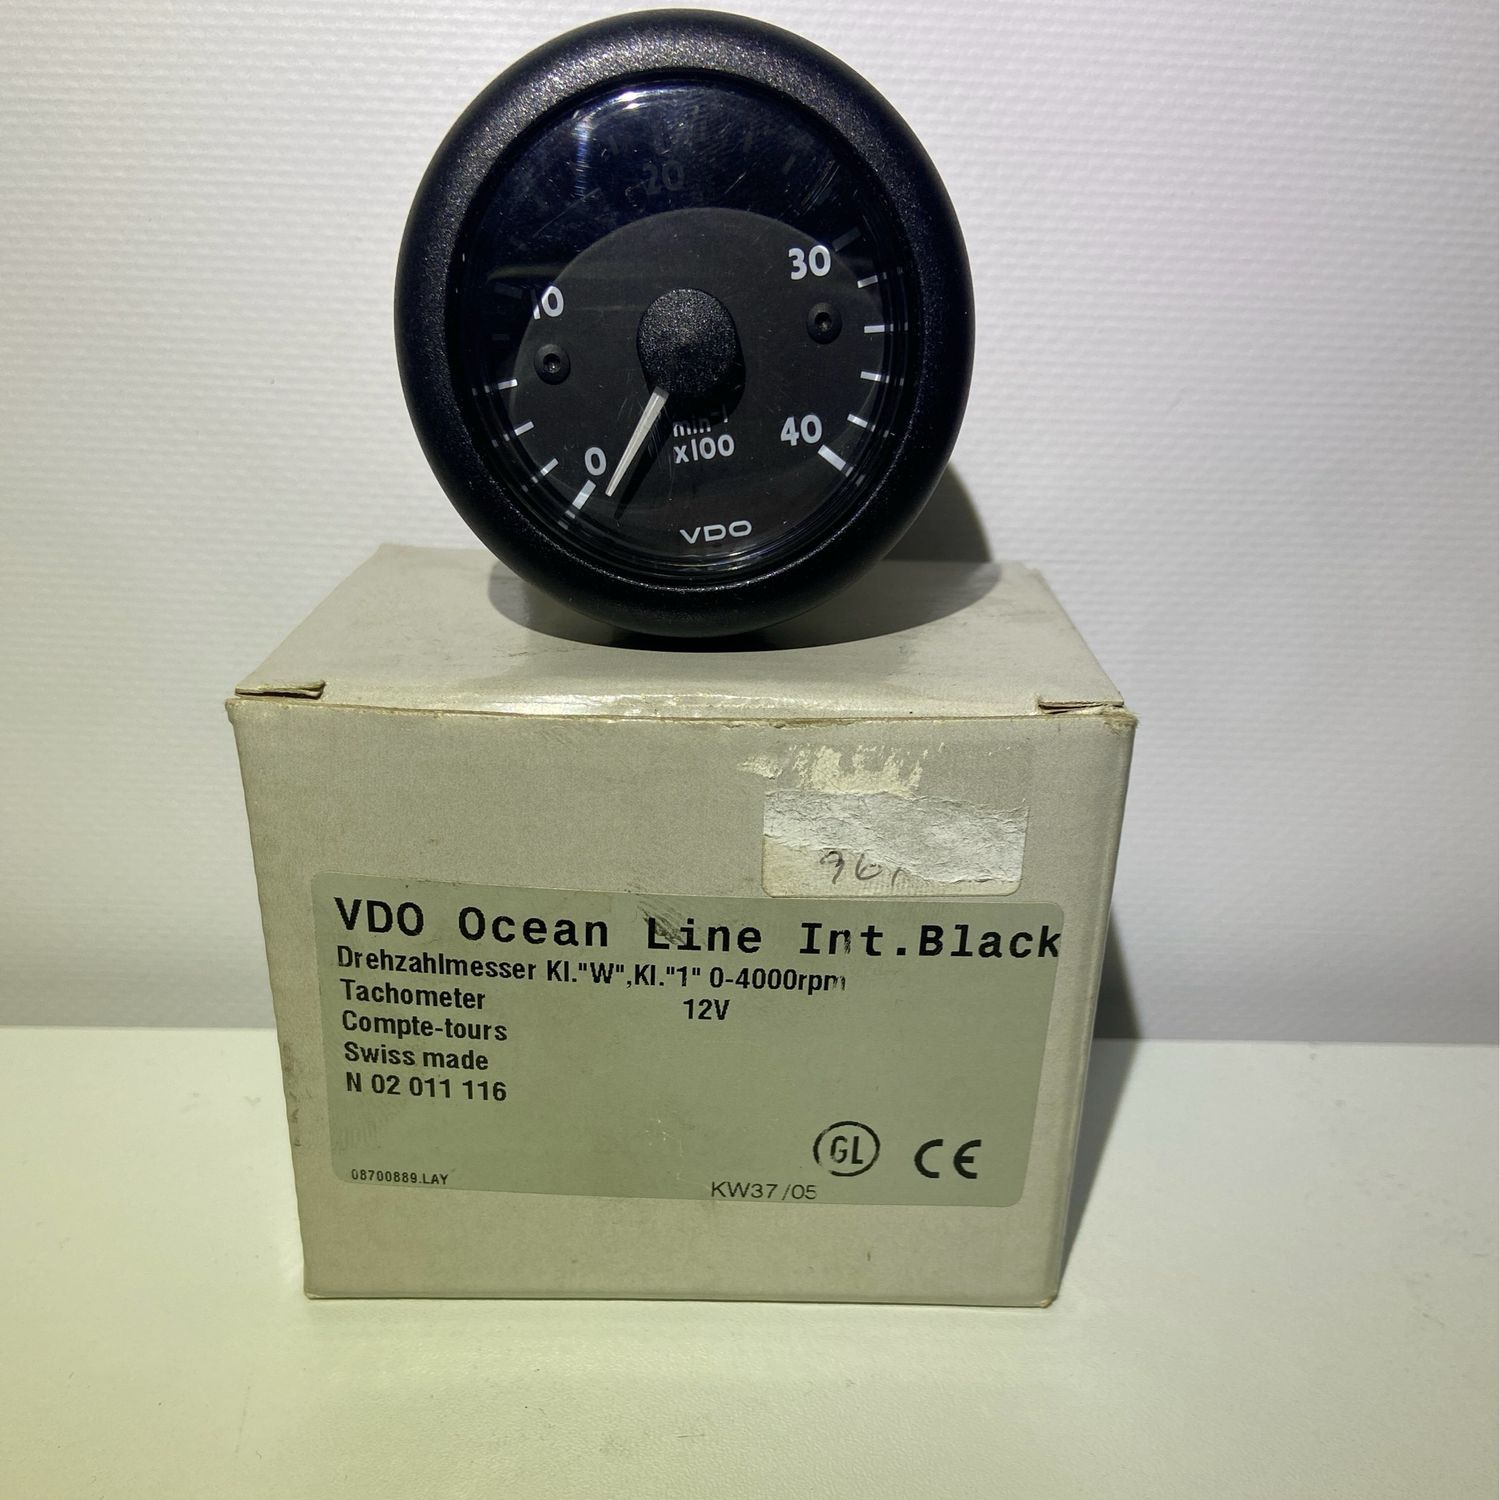 20
30
10
40
0
min⁻¹
x100
VDO
VDO Ocean Line Int.Black
Drehzahlmesser Kl."W",Kl."1" 0-4000rpm
Tachometer 12V
Compte-tours
Swiss made
N 02 011 116
GL CE
08700889.LAY
KW37/05